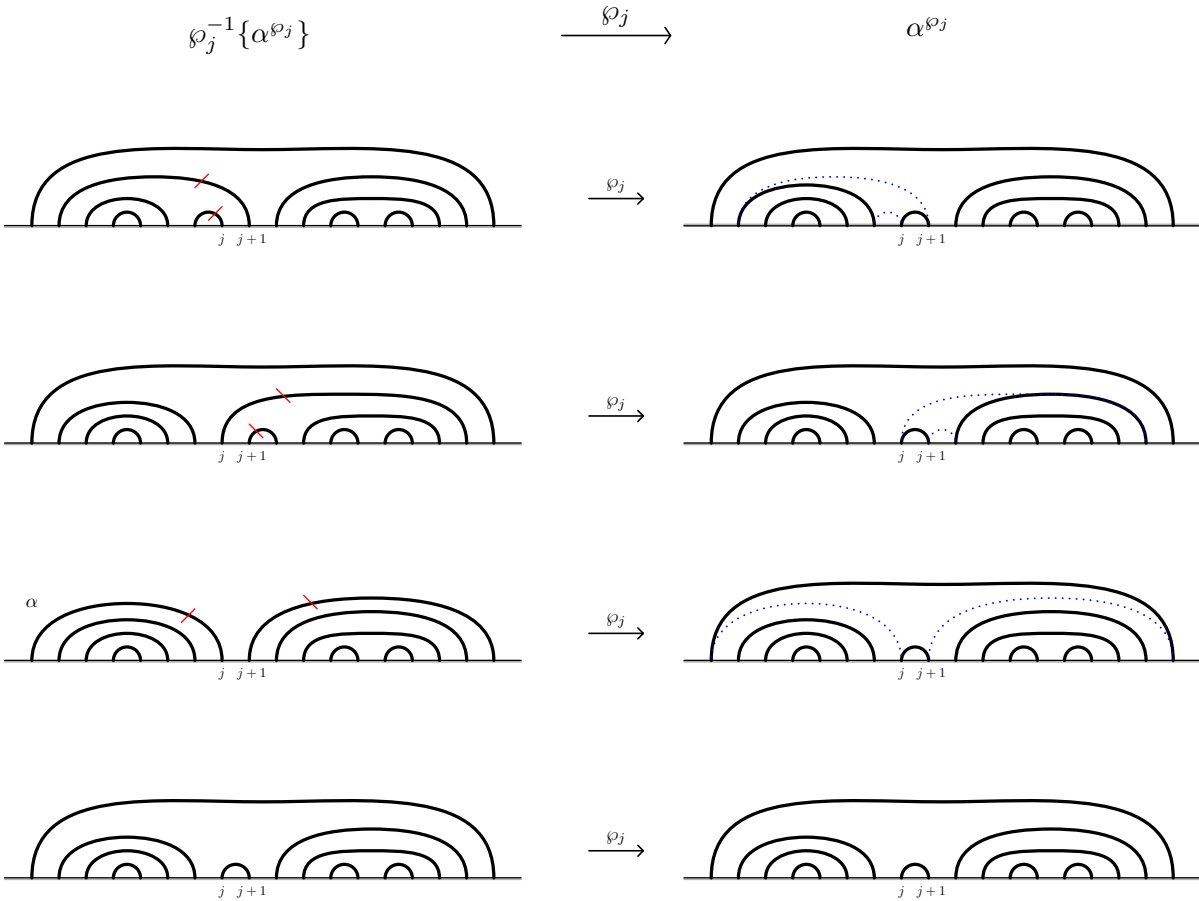 ℘_j^{-1}{α^{℘_j}} ℘_j α^{℘_j}
℘_j
j j + 1 j j + 1
℘_j
j j + 1 j j + 1
α ℘_j
j j + 1 j j + 1
℘_j
j j + 1 j j + 1